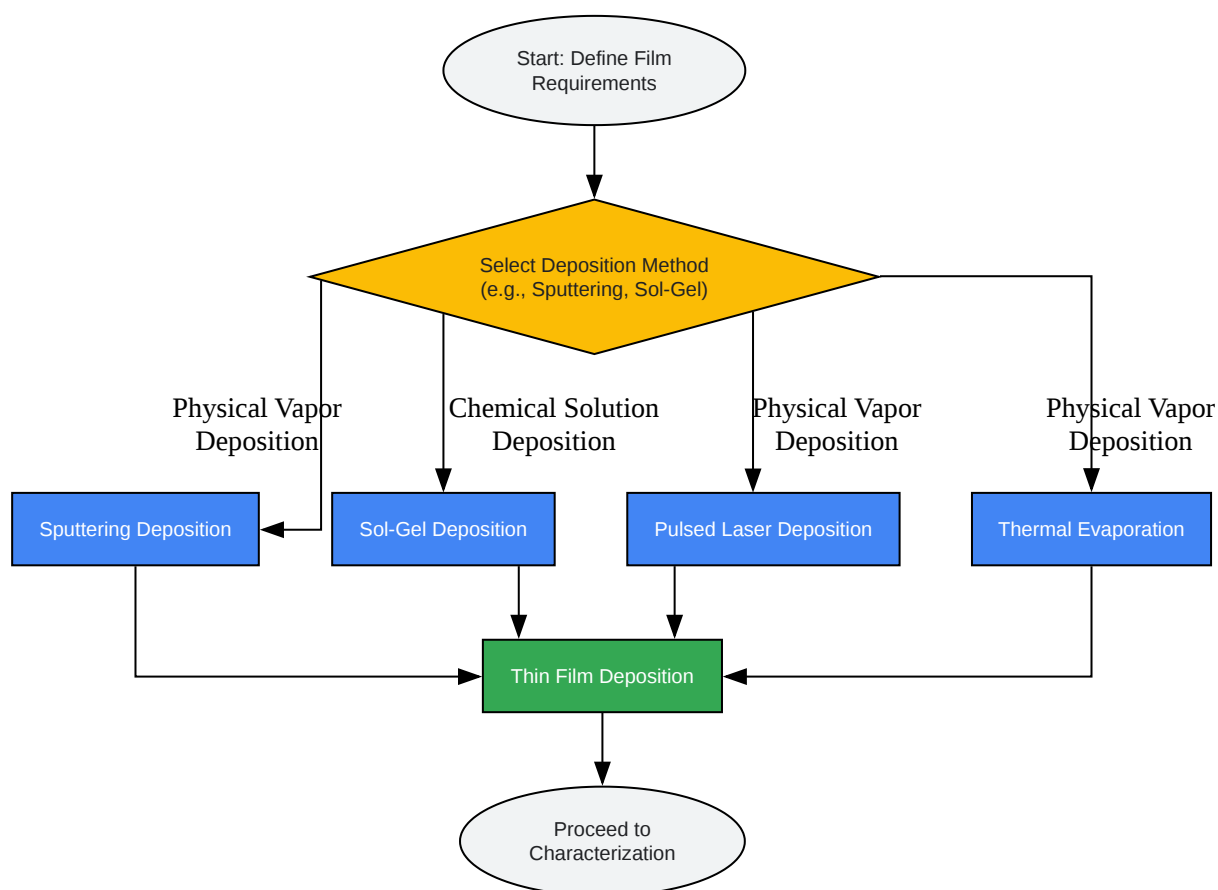 Start: Define Film
Requirements
Select Deposition Method
(e.g., Sputtering, Sol-Gel)
Physical Vapor
Deposition
Chemical Solution
Deposition
Physical Vapor
Deposition
Physical Vapor
Deposition
Sputtering Deposition
Sol-Gel Deposition
Pulsed Laser Deposition
Thermal Evaporation
Thin Film Deposition
Proceed to
Characterization